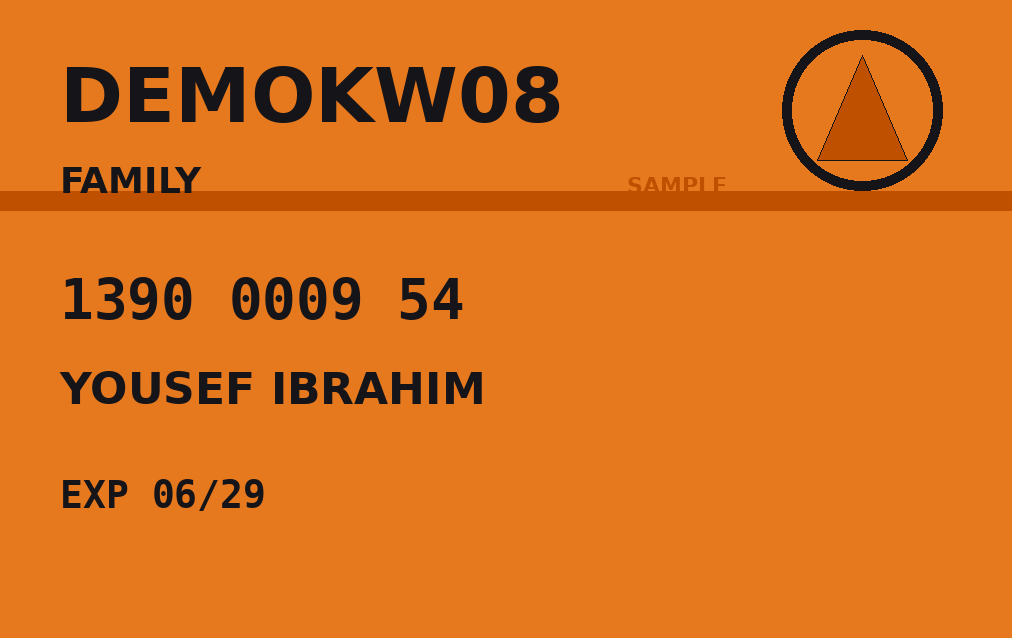 DEMOKW08
FAMILY
SAMPLE
1390 0009 54
YOUSEF IBRAHIM
EXP 06/29